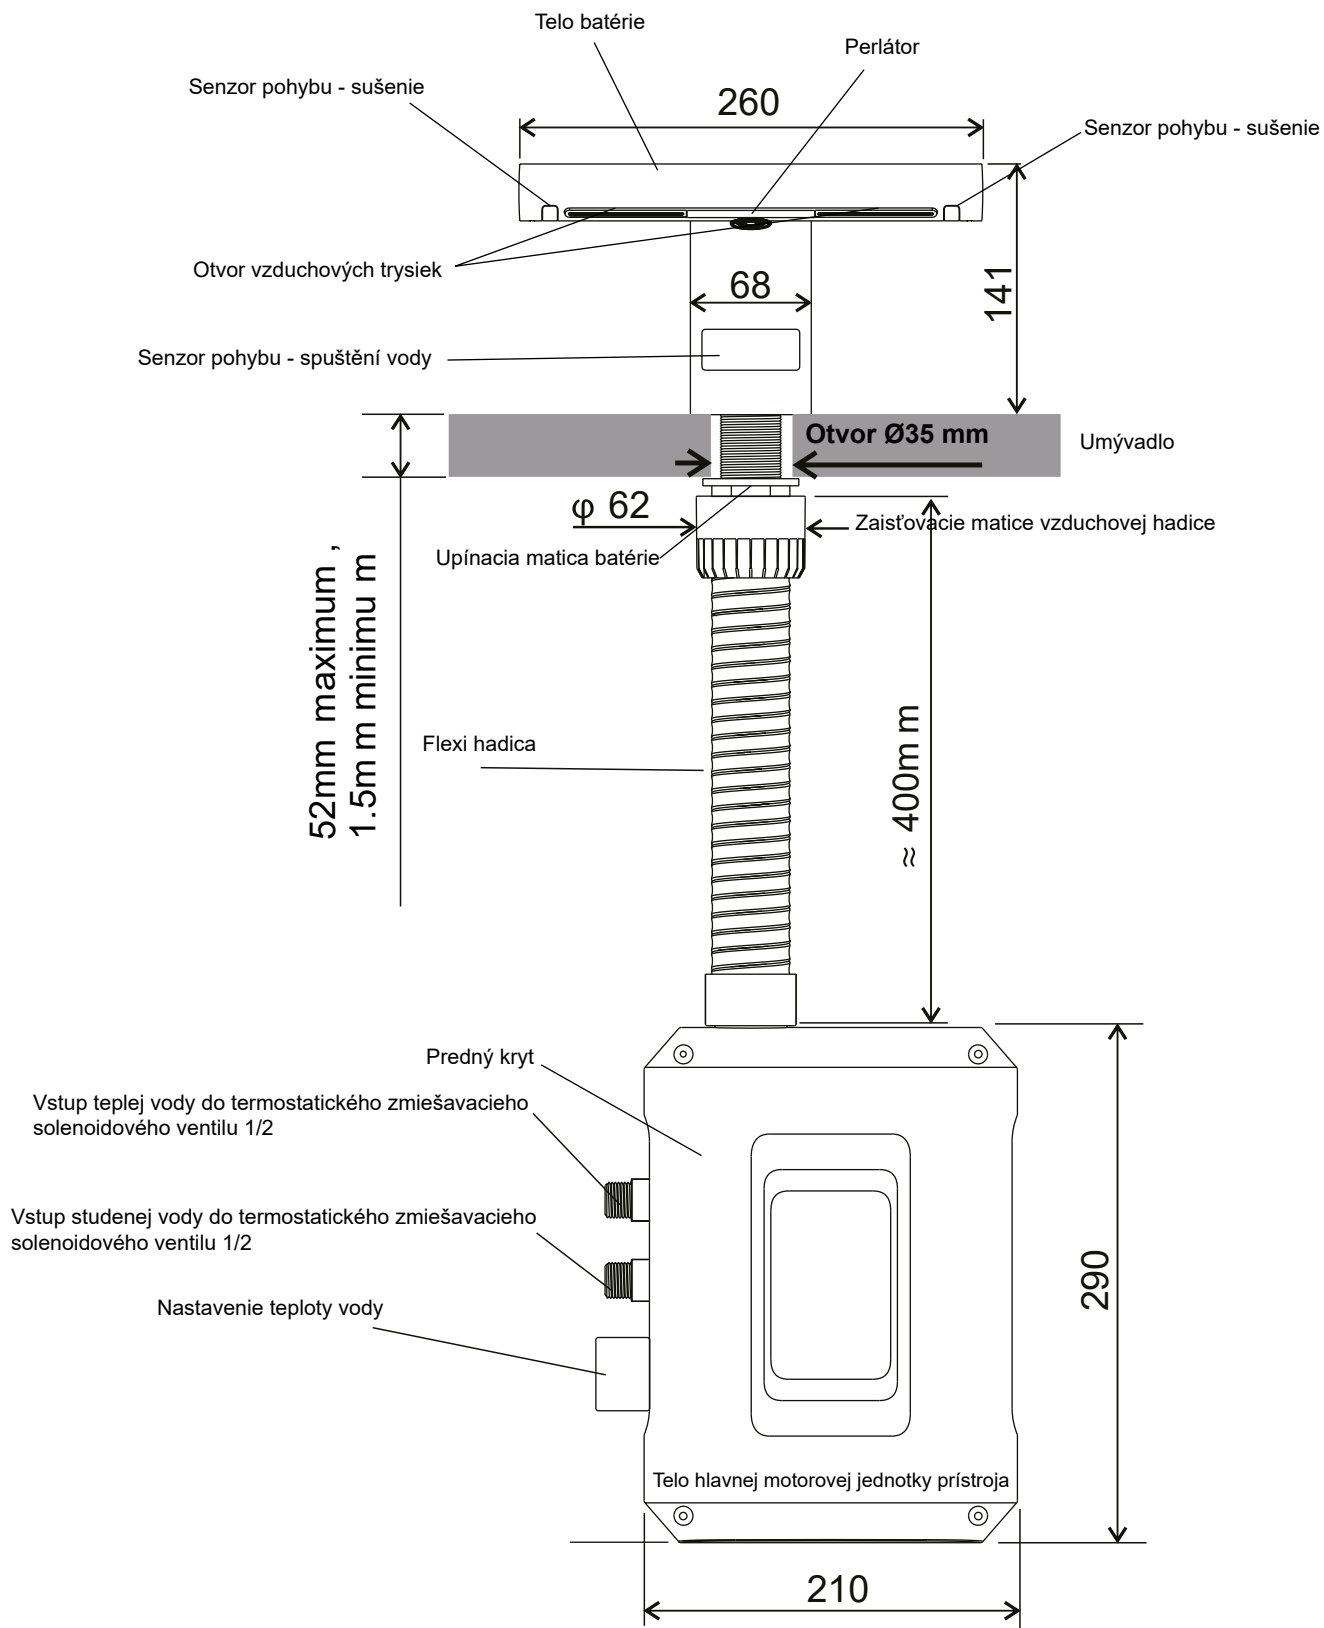 Telo batérie
Perlátor
Senzor pohybu - sušenie
260
Senzor pohybu - sušenie
Otvor vzduchových trysiek
68
141
Senzor pohybu - spuštění vody
Otvor Ø35 mm
Umývadlo
φ 62
Zaisťovacie matice vzduchovej hadice
Upínacia matica batérie
52mm maximum ,
1.5m m minimu m
Flexi hadica
≈ 400m m
Predný kryt
Vstup teplej vody do termostatického zmiešavacieho
solenoidového ventilu 1/2
Vstup studenej vody do termostatického zmiešavacieho
solenoidového ventilu 1/2
290
Nastavenie teploty vody
Telo hlavnej motorovej jednotky prístroja
210